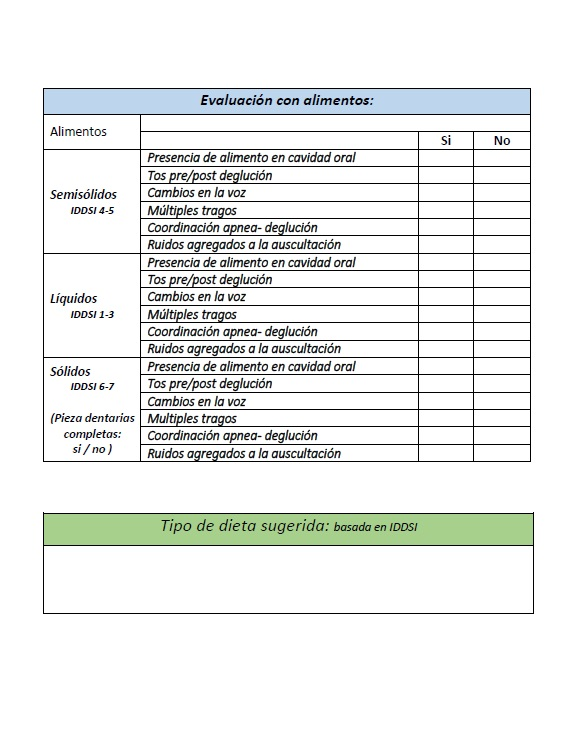 Evaluación con alimentos:
Alimentos
Si No
Semisólidos
IDDSI 4-5
Presencia de alimento en cavidad oral
Tos pre/post deglución
Cambios en la voz
Múltiples tragos
Coordinación apnea- deglución
Ruidos agregados a la auscultación
Líquidos
IDDSI 1-3
Presencia de alimento en cavidad oral
Tos pre/post deglución
Cambios en la voz
Múltiples tragos
Coordinación apnea- deglución
Ruidos agregados a la auscultación
Sólidos
IDDSI 6-7
(Pieza dentarias
completas:
si / no )
Presencia de alimento en cavidad oral
Tos pre/post deglución
Cambios en la voz
Multiples tragos
Coordinación apnea- deglución
Ruidos agregados a la auscultación
Tipo de dieta sugerida: basada en IDDSI